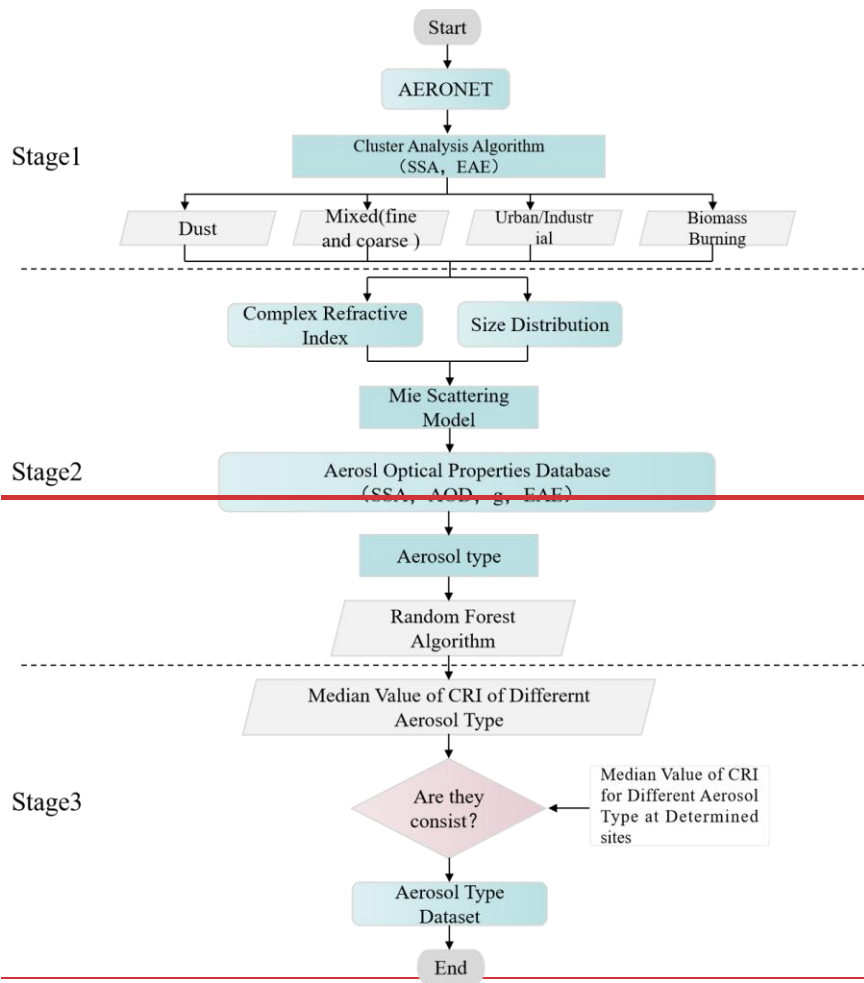 Start
AERONET
Stage1
Cluster Analysis Algorithm
（SSA，EAE）
Dust
Mixed(fine
and coarse )
Urban/Industr
ial
Biomass
Burning
Complex Refractive
Index
Size Distribution
Mie Scattering
Model
Stage2
Aerosl Optical Properties Database
（SSA，AOD，g，EAE）
Aerosol type
Random Forest
Algorithm
Median Value of CRI of Differernt
Aerosol Type
Stage3
Are they
consist？
Median Value of CRI
for Different Aerosol
Type at Determined
sites
Aerosol Type
Dataset
End